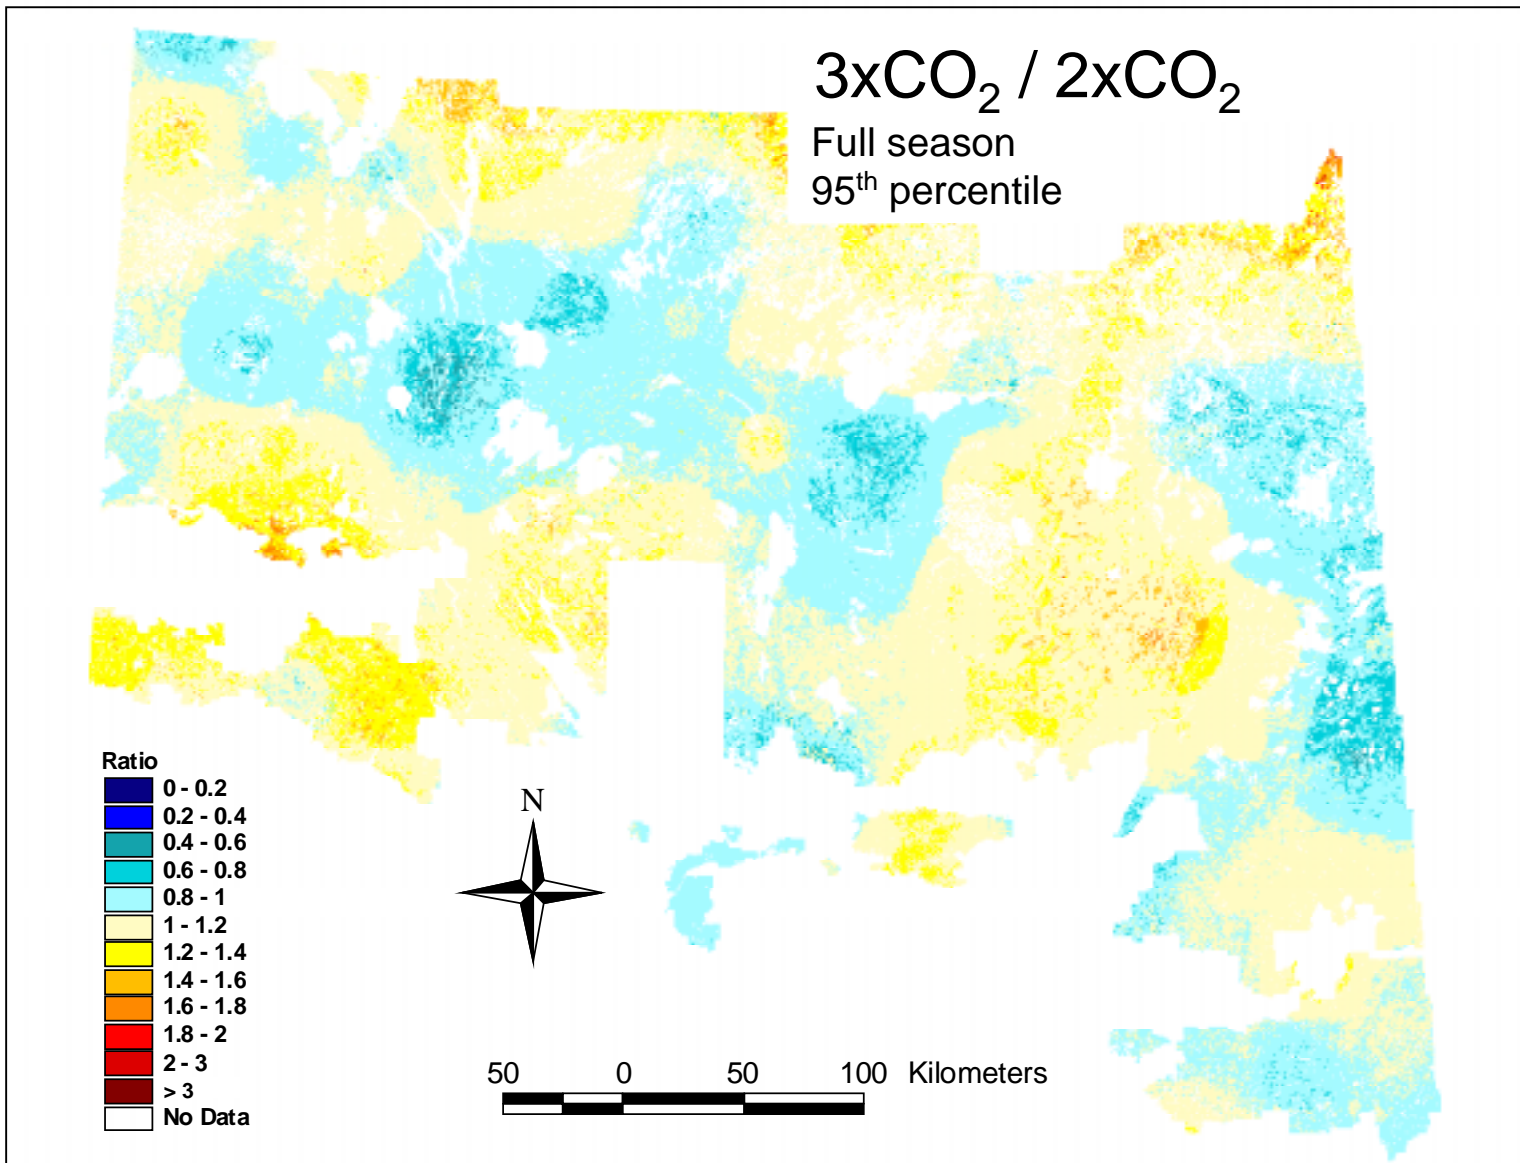 3xCO₂ / 2xCO₂
Full season
95th percentile
Ratio
0 - 0.2
0.2 - 0.4
0.4 - 0.6
0.6 - 0.8
0.8 - 1
1 - 1.2
1.2 - 1.4
1.4 - 1.6
1.6 - 1.8
1.8 - 2
2 - 3
> 3
No Data
N
50 0 50 100 Kilometers